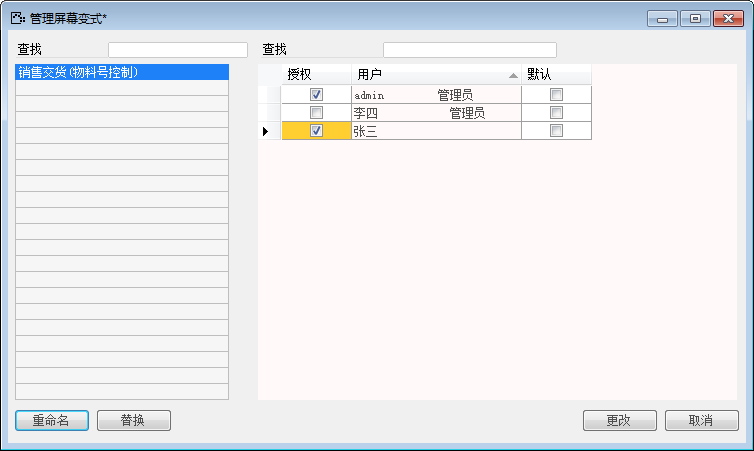 管理屏幕变式*
查找
查找
销售交货(物料号控制)
授权 用户 默认
admin 管理员
李四 管理员
张三
重命名 替换 更改 取消